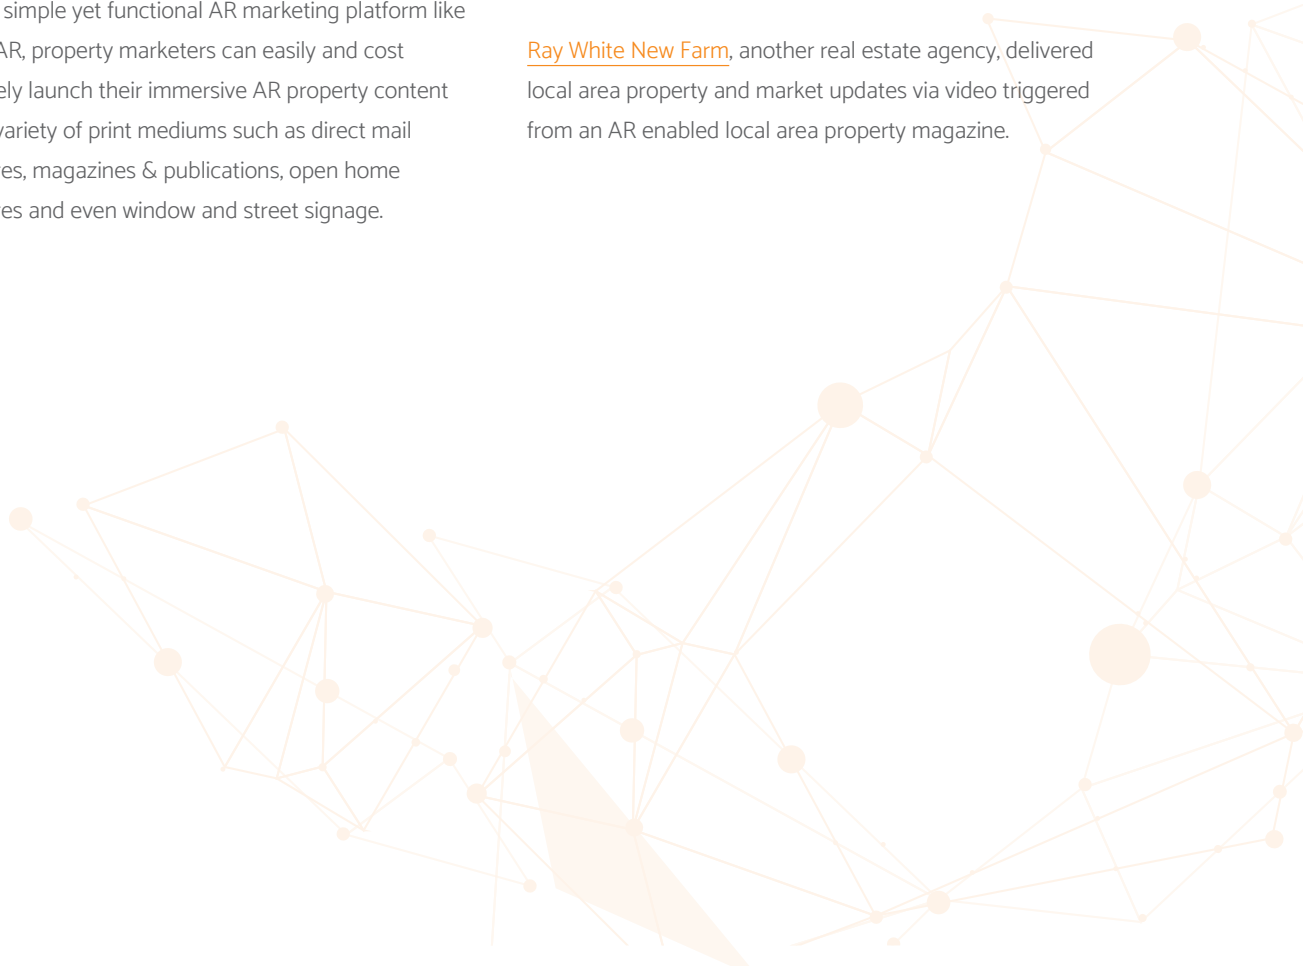 simple yet functional AR marketing platform like
AR, property marketers can easily and cost
ely launch their immersive AR property content
variety of print mediums such as direct mail
es, magazines & publications, open home
es and even window and street signage.
Ray White New Farm, another real estate agency, delivered
local area property and market updates via video triggered
from an AR enabled local area property magazine.